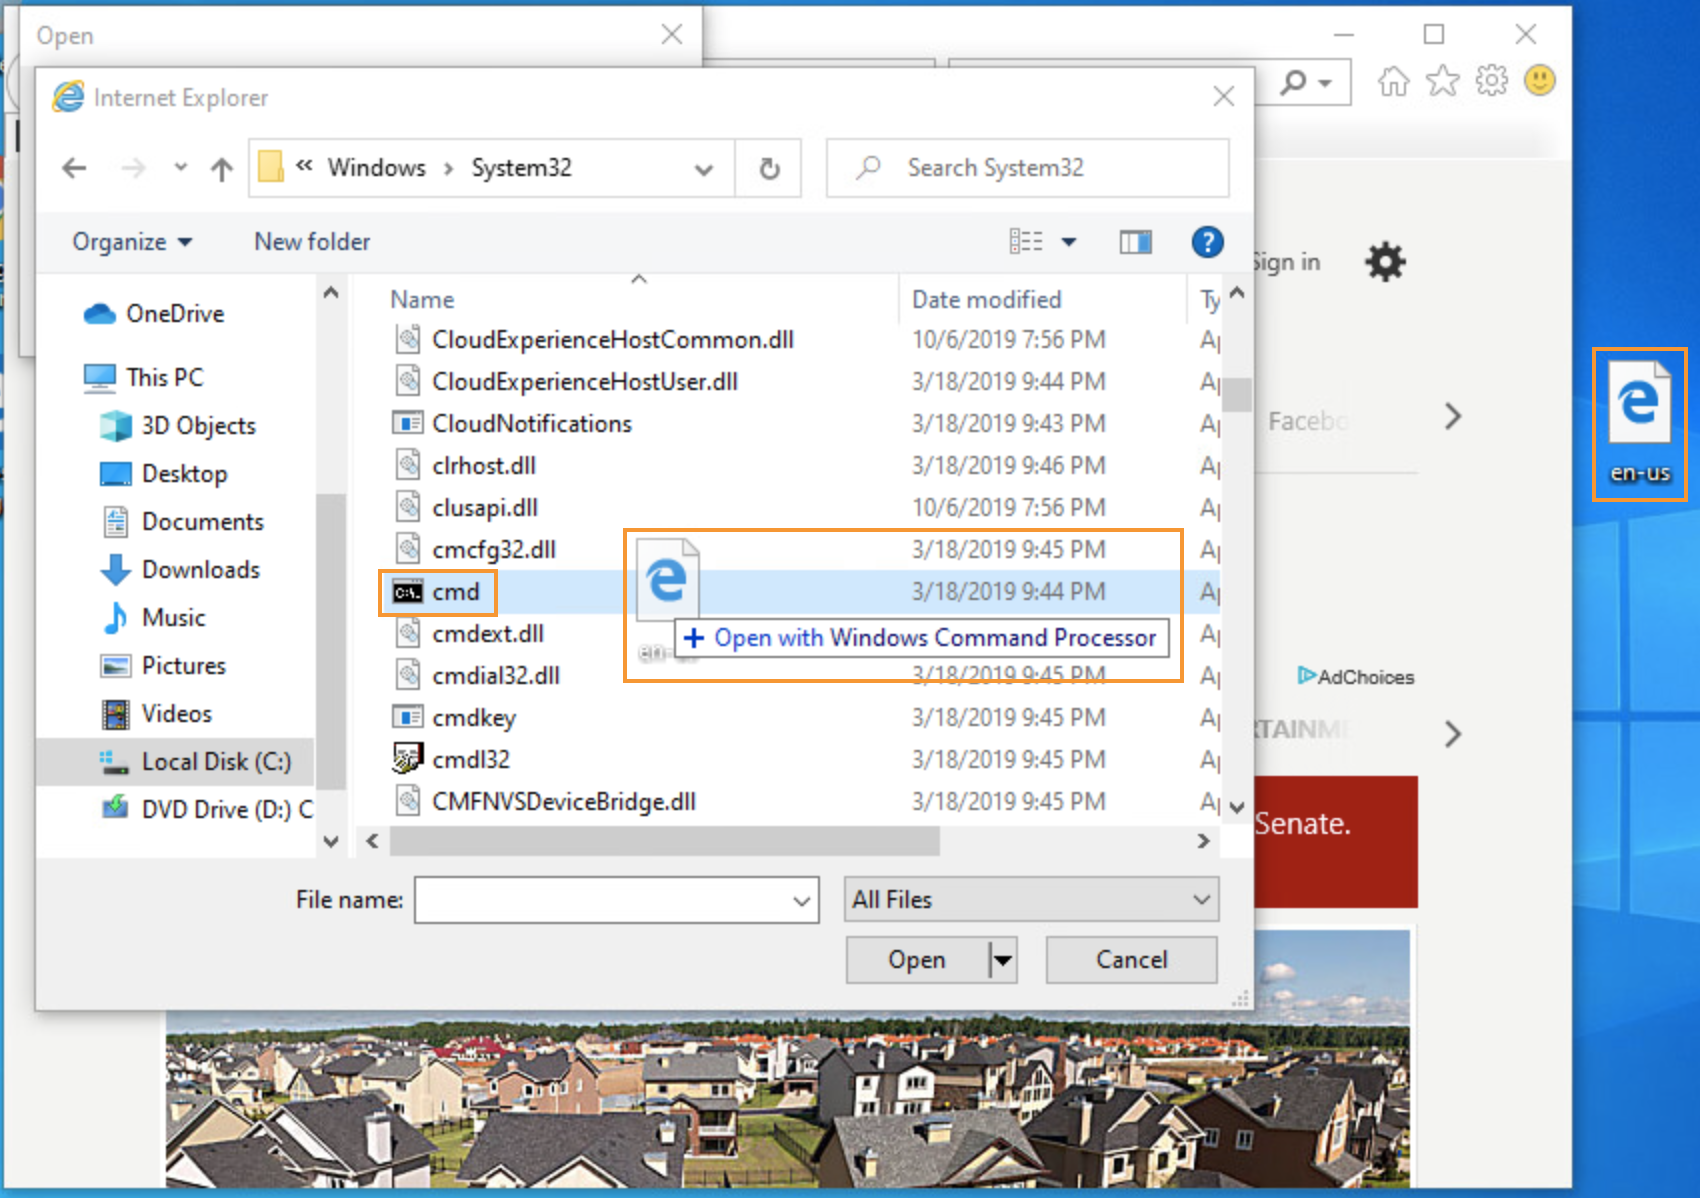 Open
Internet Explorer
« Windows › System32
Search System32
Organize
New folder
OneDrive
This PC
3D Objects
Desktop
Documents
Downloads
Music
Pictures
Videos
Local Disk (C:)
DVD Drive (D:) C
Name Date modified Ty
CloudExperienceHostCommon.dll 10/6/2019 7:56 PM
CloudExperienceHostUser.dll 3/18/2019 9:44 PM
CloudNotifications 3/18/2019 9:43 PM
clrhost.dll 3/18/2019 9:46 PM
clusapi.dll 10/6/2019 7:56 PM
cmcfg32.dll 3/18/2019 9:45 PM
cmd 3/18/2019 9:44 PM
cmdext.dll
+ Open with Windows Command Processor
cmdial32.dll 3/18/2019 9:45 PM
cmdkey 3/18/2019 9:45 PM
cmdl32 3/18/2019 9:45 PM
CMFNVSDeviceBridge.dll 3/18/2019 9:45 PM
File name:
All Files
Open
Cancel
Sign in
Facebo
AdChoices
RTAINME
Senate.
en-us